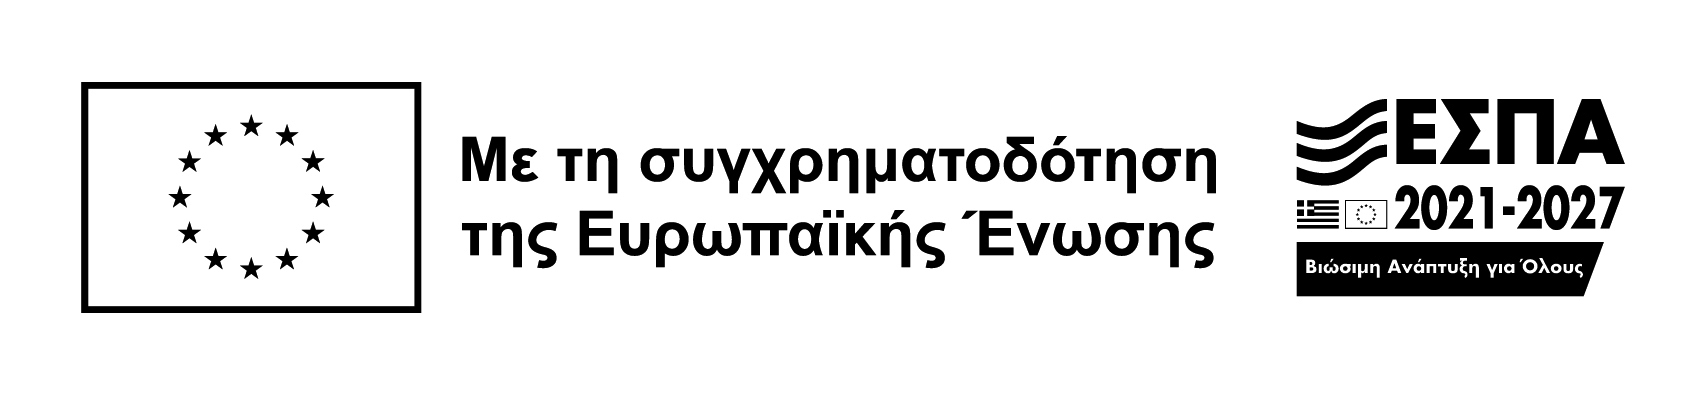 Με τη συγχρηματοδότηση
της Ευρωπαϊκής Ένωσης
ΕΣΠΑ
2021-2027
Βιώσιμη Ανάπτυξη για Όλους